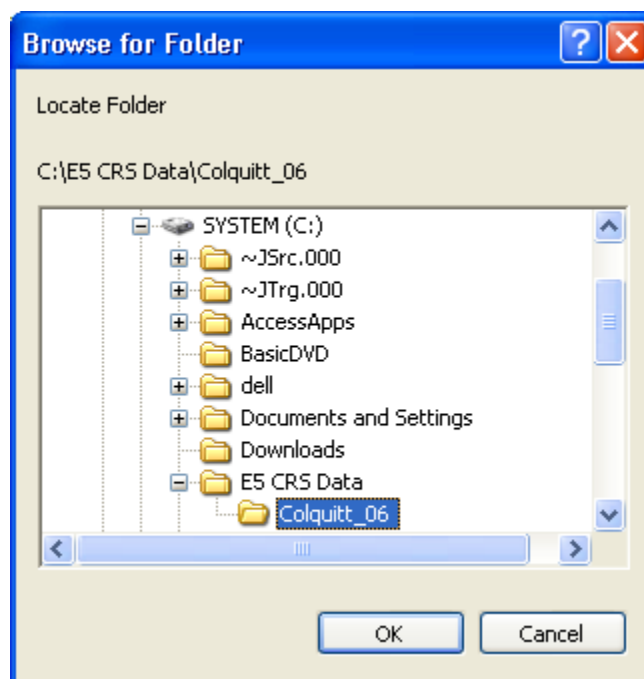 Browse for Folder
Locate Folder
C:\E5 CRS Data\Colquitt_06
SYSTEM (C:)
~JSrc.000
~JTrg.000
AccessApps
BasicDVD
dell
Documents and Settings
Downloads
E5 CRS Data
Colquitt_06
OK Cancel